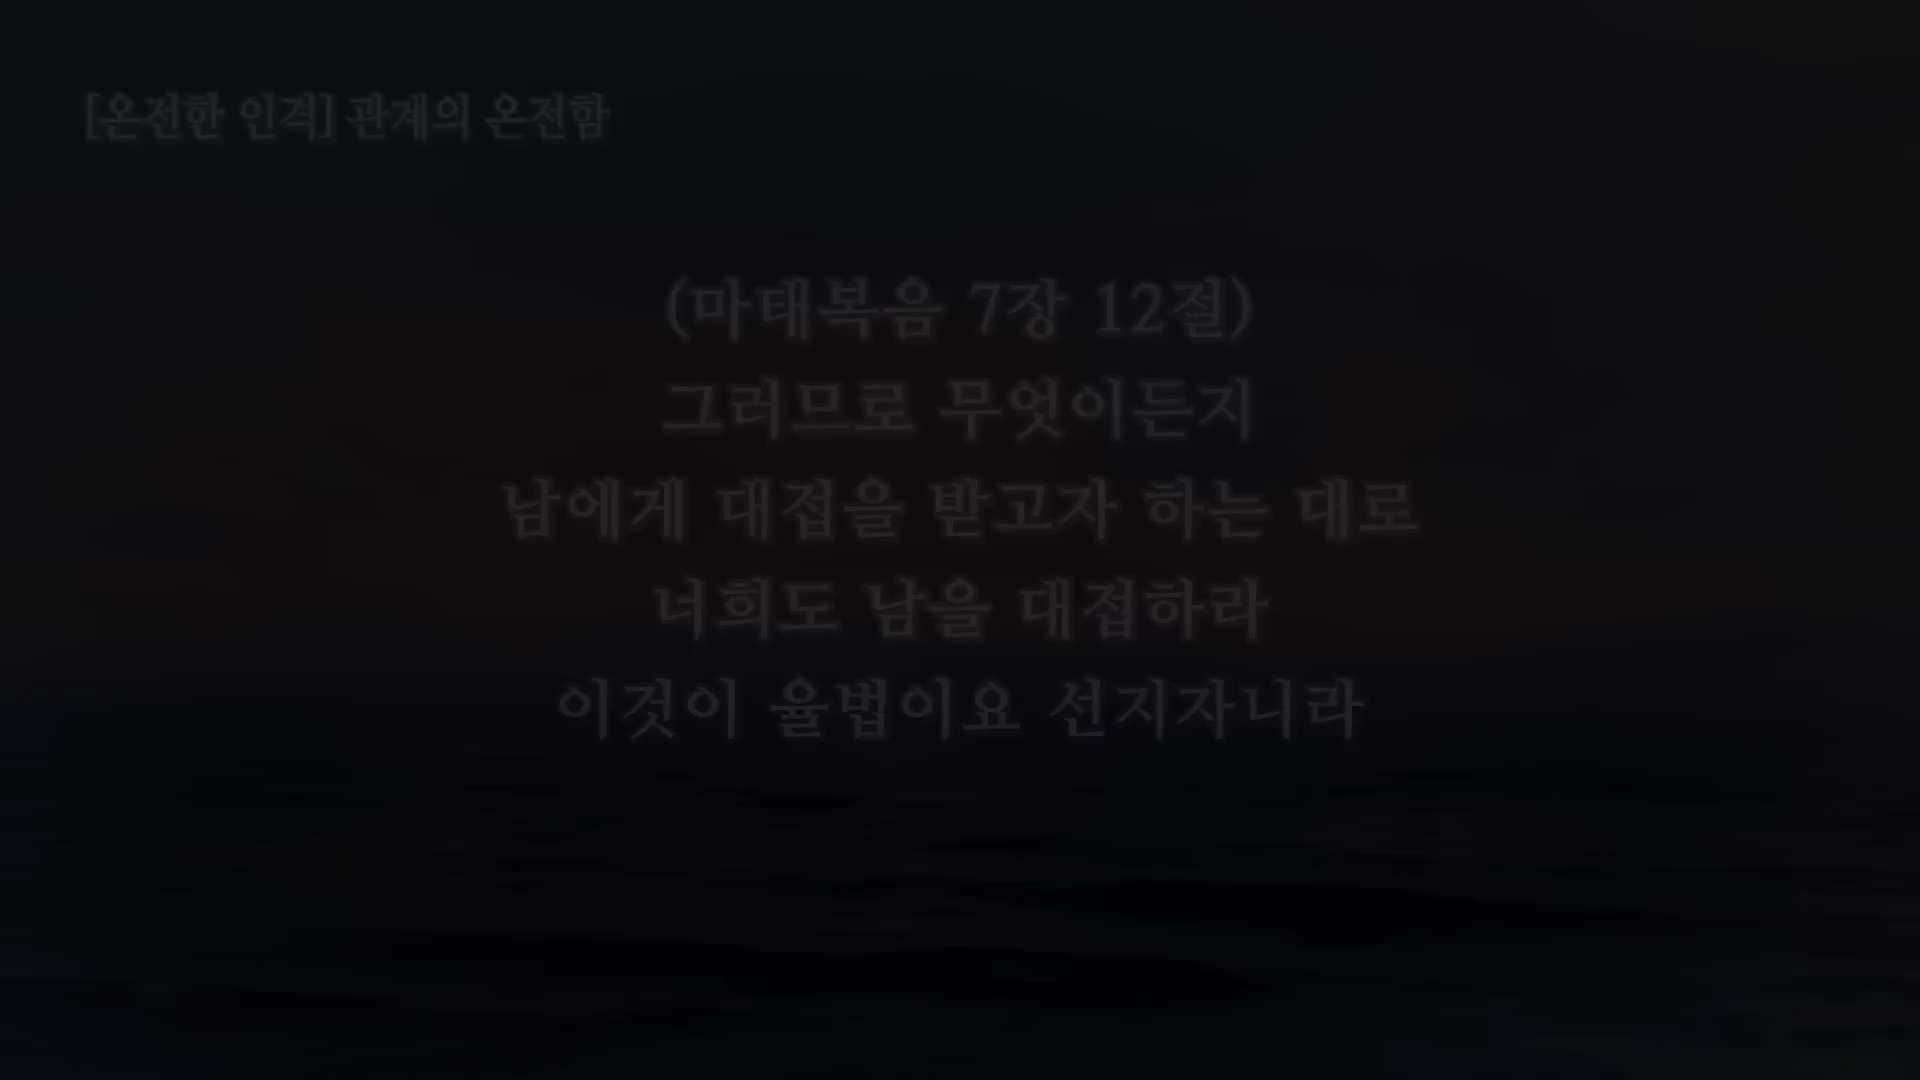 [온전한 인격] 관계의 온전함
(마태복음 7장 12절)
그러므로 무엇이든지
남에게 대접을 받고자 하는 대로
너희도 남을 대접하라
이것이 율법이요 선지자니라